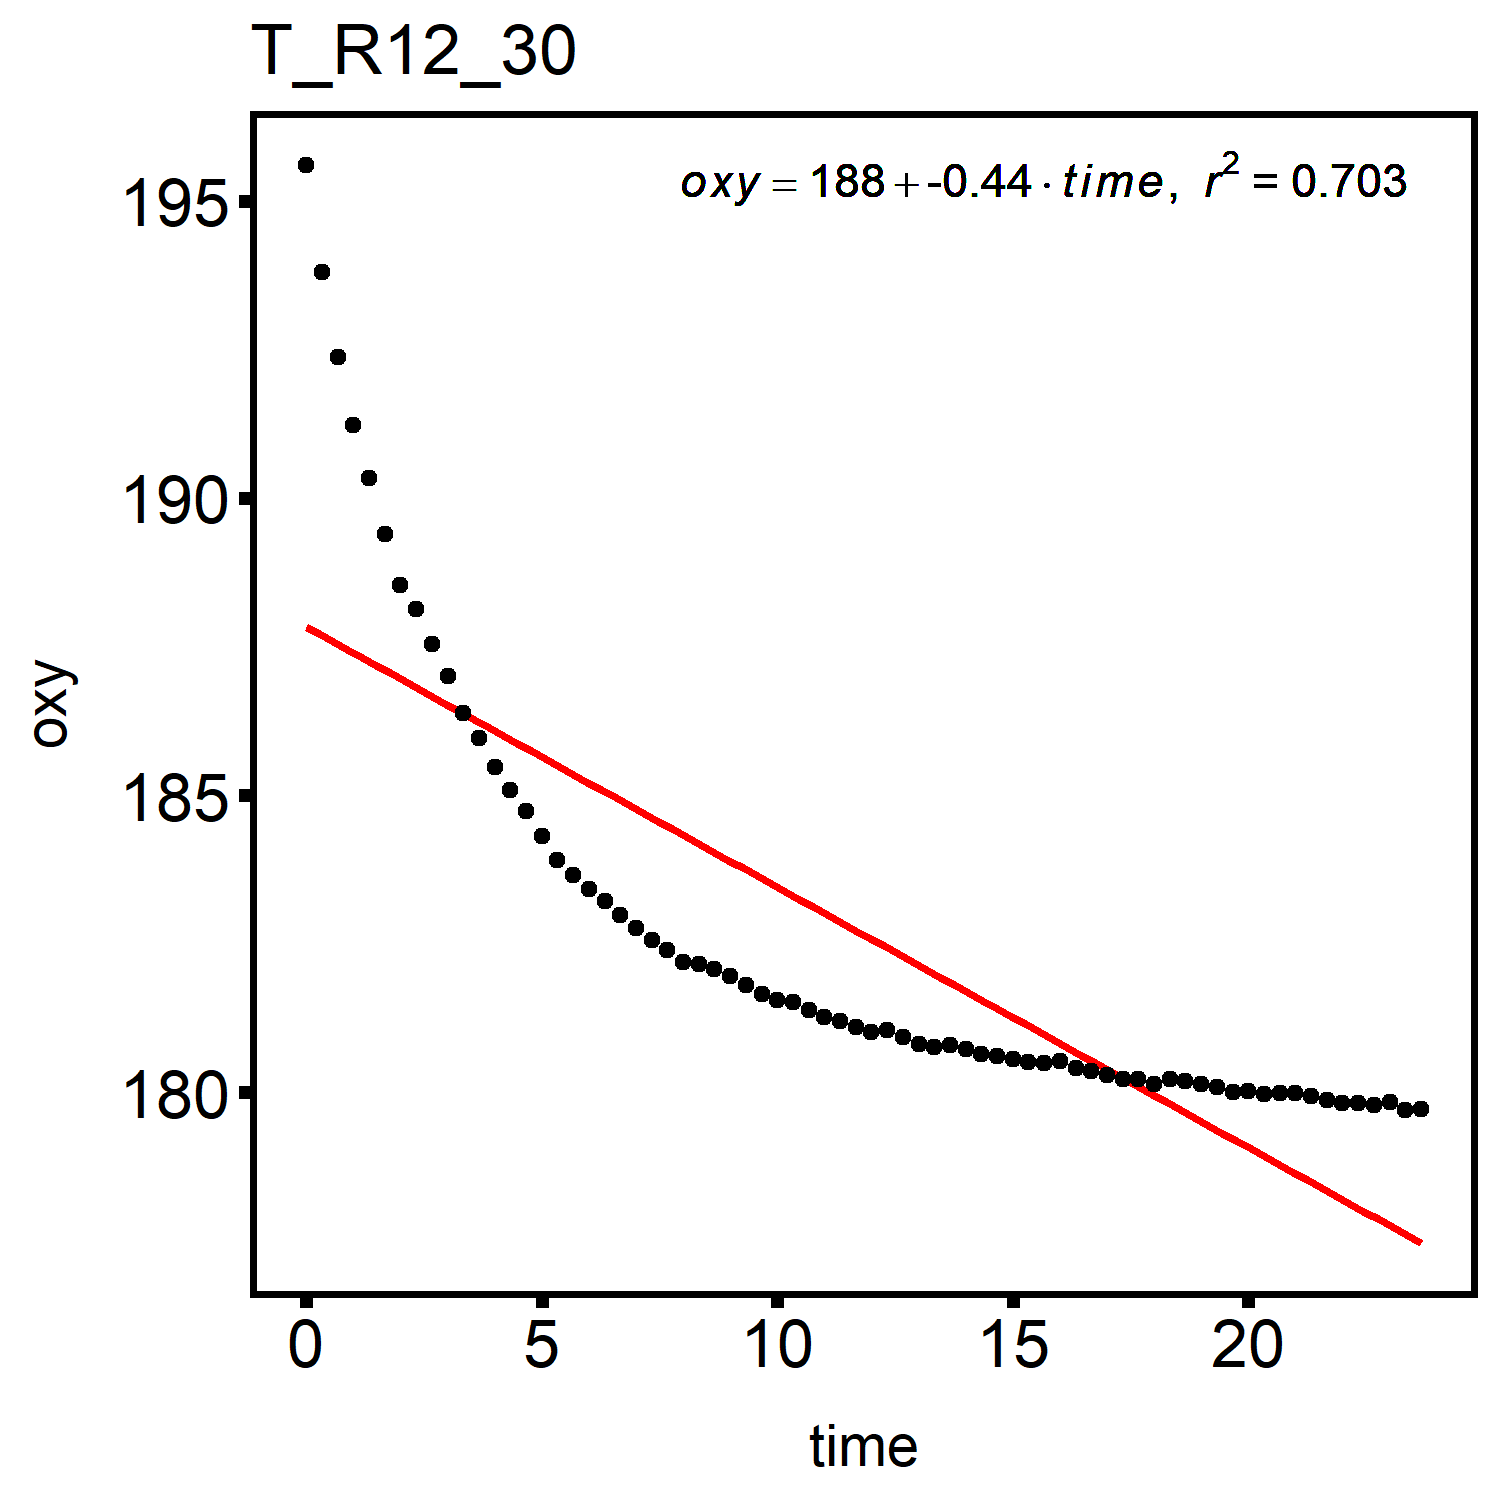 T_R12_30
oxy = 188 + -0.44 · time, r² = 0.703
195
190
185
180
oxy
0 5 10 15 20
time